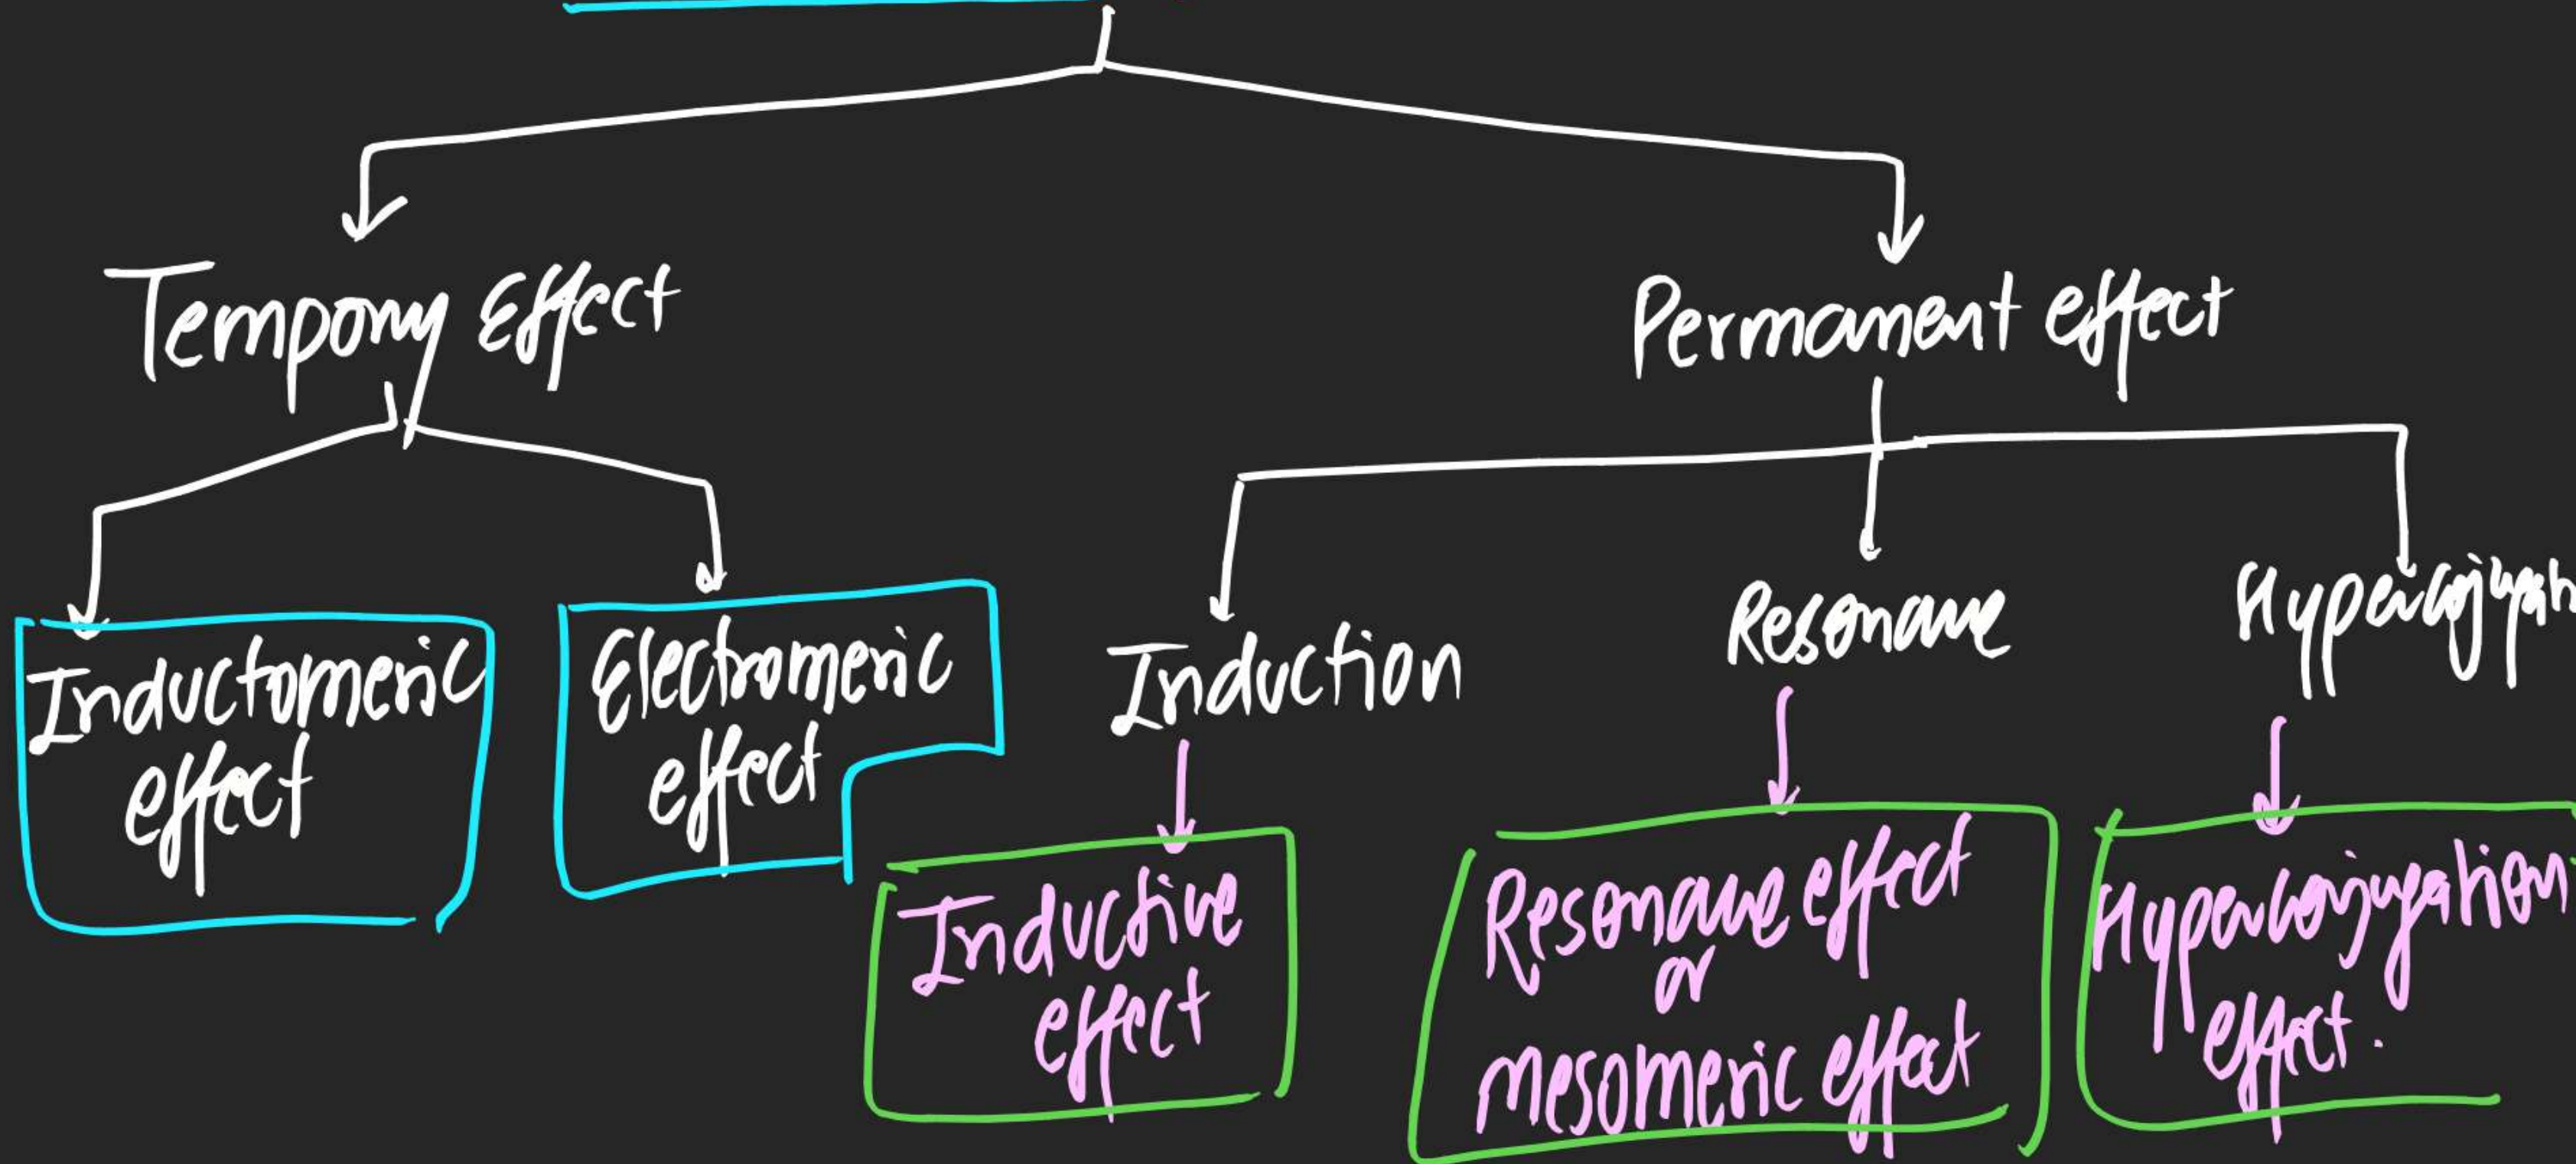 Tempory Effect
Permanent effect
Inductomeric
effect
Electromeric
effect
Induction
Resonance
Inductive
effect
Resonance effect
or
Mesomeric effect
Hyperconjugation
effect.